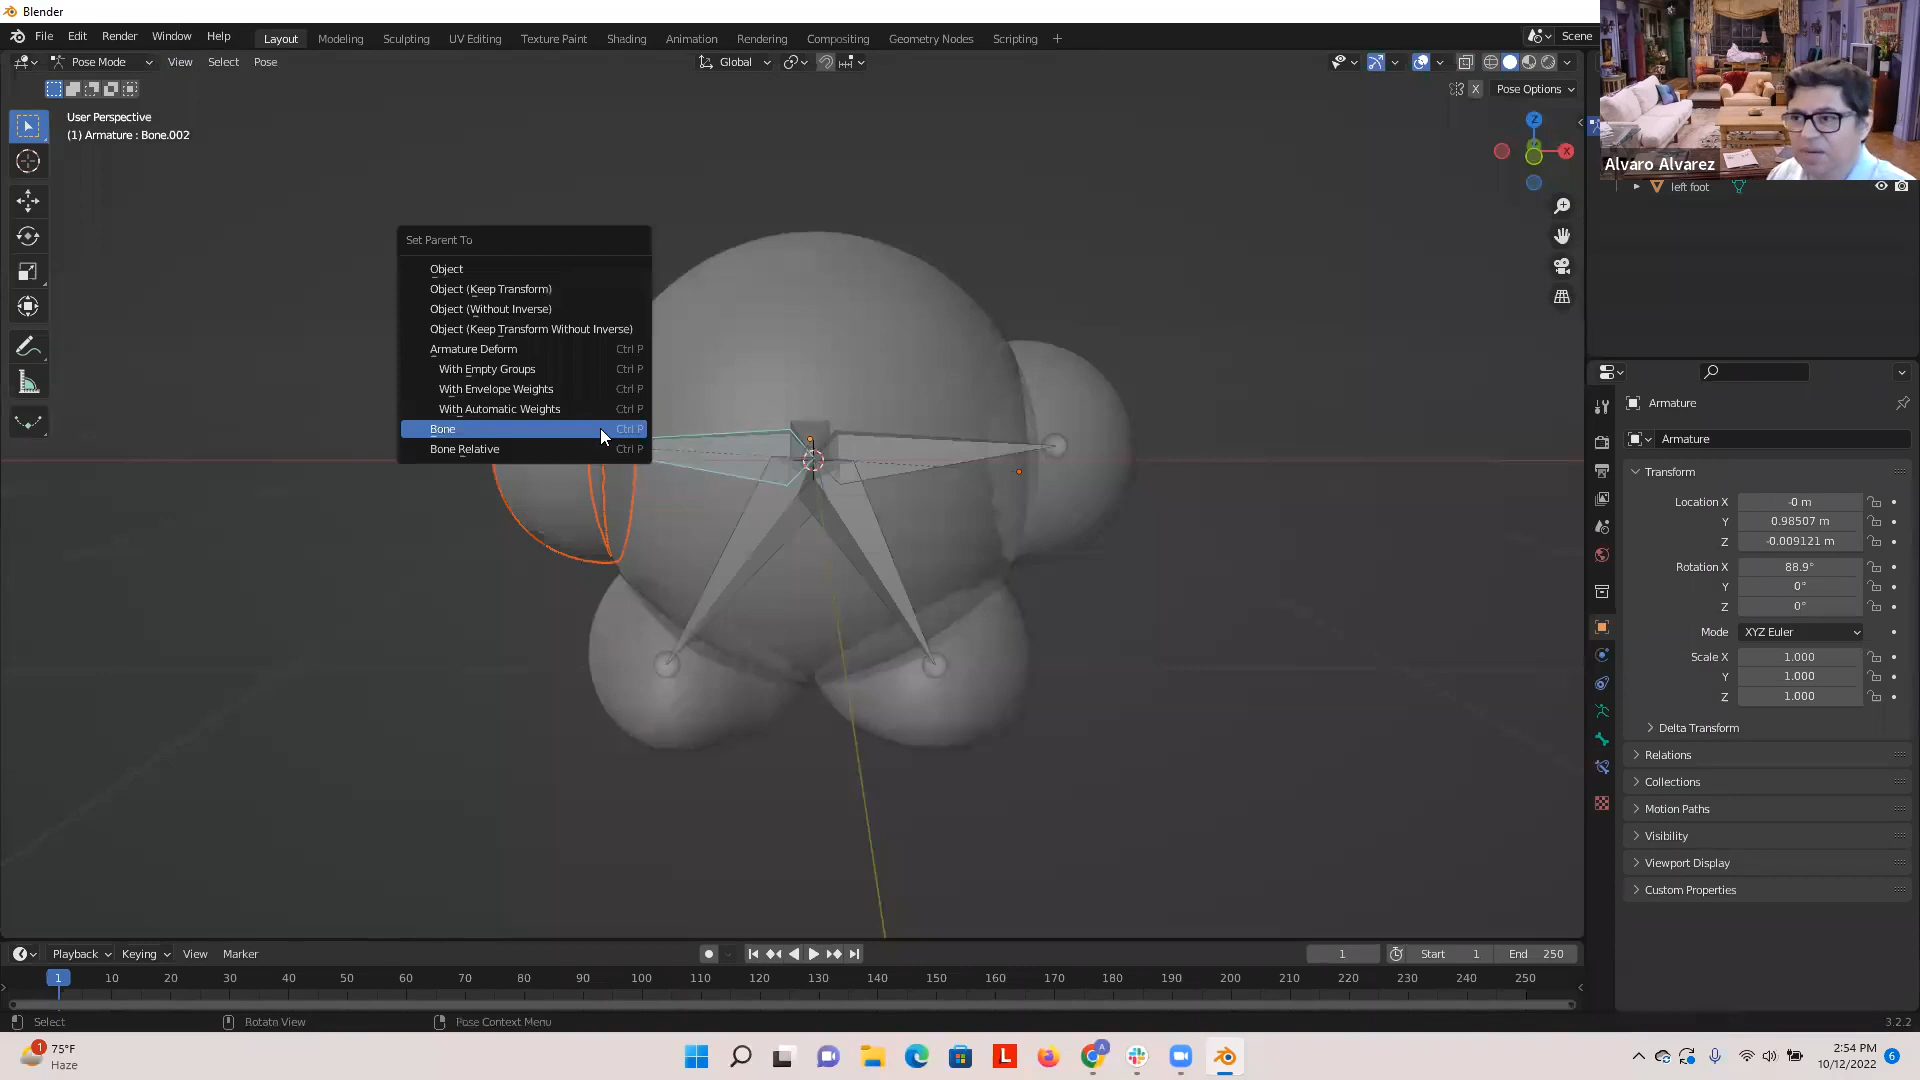 Blender
File Edit Render Window Help
Layout Modeling Sculpting UV Editing Texture Paint Shading Animation Rendering Compositing Geometry Nodes Scripting +
Scene
Pose Mode View Select Pose
Global
X Pose Options
User Perspective
(1) Armature : Bone.002
Z
X
Alvaro Alvarez
left foot
Set Parent To
Object
Object (Keep Transform)
Object (Without Inverse)
Object (Keep Transform Without Inverse)
Armature Deform Ctrl P
With Empty Groups Ctrl P
With Envelope Weights Ctrl P
With Automatic Weights Ctrl P
Bone Ctrl P
Bone Relative Ctrl P
Armature
Armature
Transform
Location X -0 m
Y 0.98507 m
Z -0.009121 m
Rotation X 88.9°
Y 0°
Z 0°
Mode XYZ Euler
Scale X 1.000
Y 1.000
Z 1.000
Delta Transform
Relations
Collections
Motion Paths
Visibility
Viewport Display
Custom Properties
Playback Keying View Marker
1 Start 1 End 250
1 10 20 30 40 50 60 70 80 90 100 110 120 130 140 150 160 170 180 190 200 210 220 230 240 250
Select Rotate View Pose Context Menu
3.2.2
1 75°F
Haze
L
A
2:54 PM
10/12/2022
6